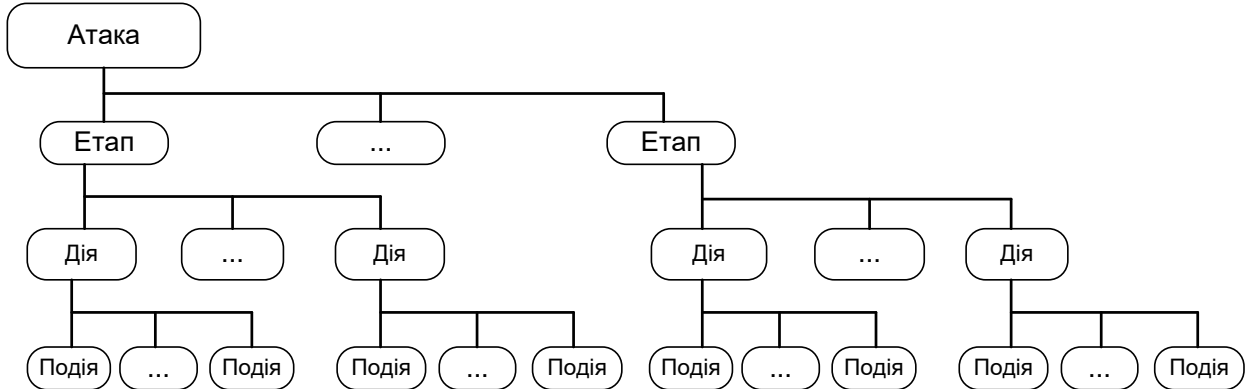 Атака
Етап ... Етап
Дія ... Дія Дія ... Дія
Подія ... Подія Подія ... Подія Подія ... Подія Подія ... Подія